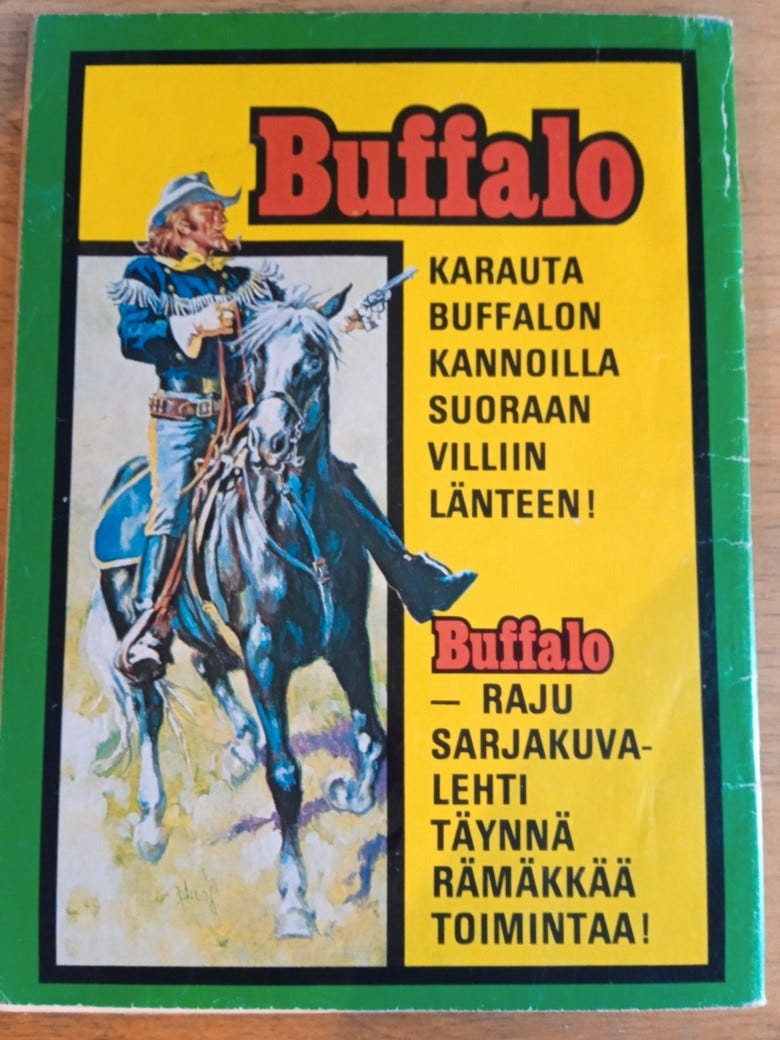 Buffalo
KARAUTA
BUFFALON
KANNOILLA
SUORAAN
VILLIIN
LÄNTEEN!
Buffalo
— RAJU
SARJAKUVA-
LEHTI
TÄYNNÄ
RÄMÄKKÄÄ
TOIMINTAA!